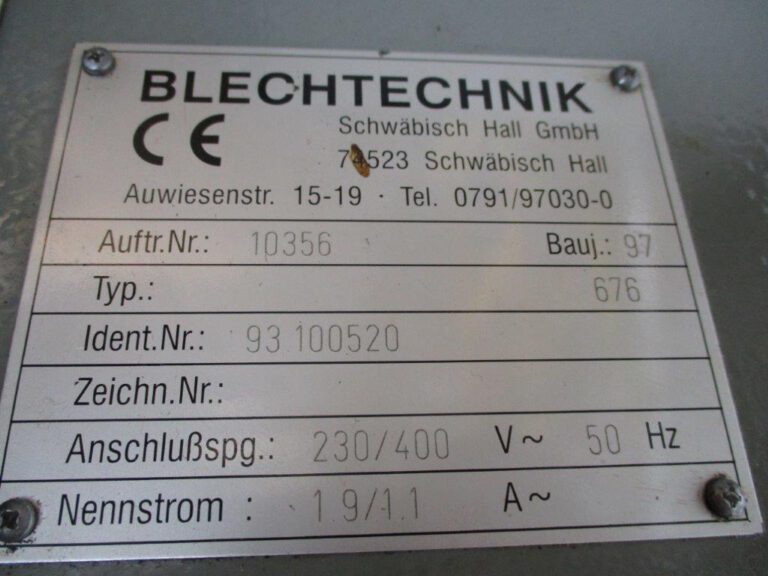 BLECHTECHNIK
CE
Schwäbisch Hall GmbH
74523 Schwäbisch Hall
Auwiesenstr. 15-19 · Tel. 0791/97030-0
Auftr.Nr.: 10356 Bauj.: 97
Typ.: 676
Ident.Nr.: 93 100520
Zeichn.Nr.:
Anschlußspg.: 230/400 V~ 50 Hz
Nennstrom : 1.9/1.1 A~